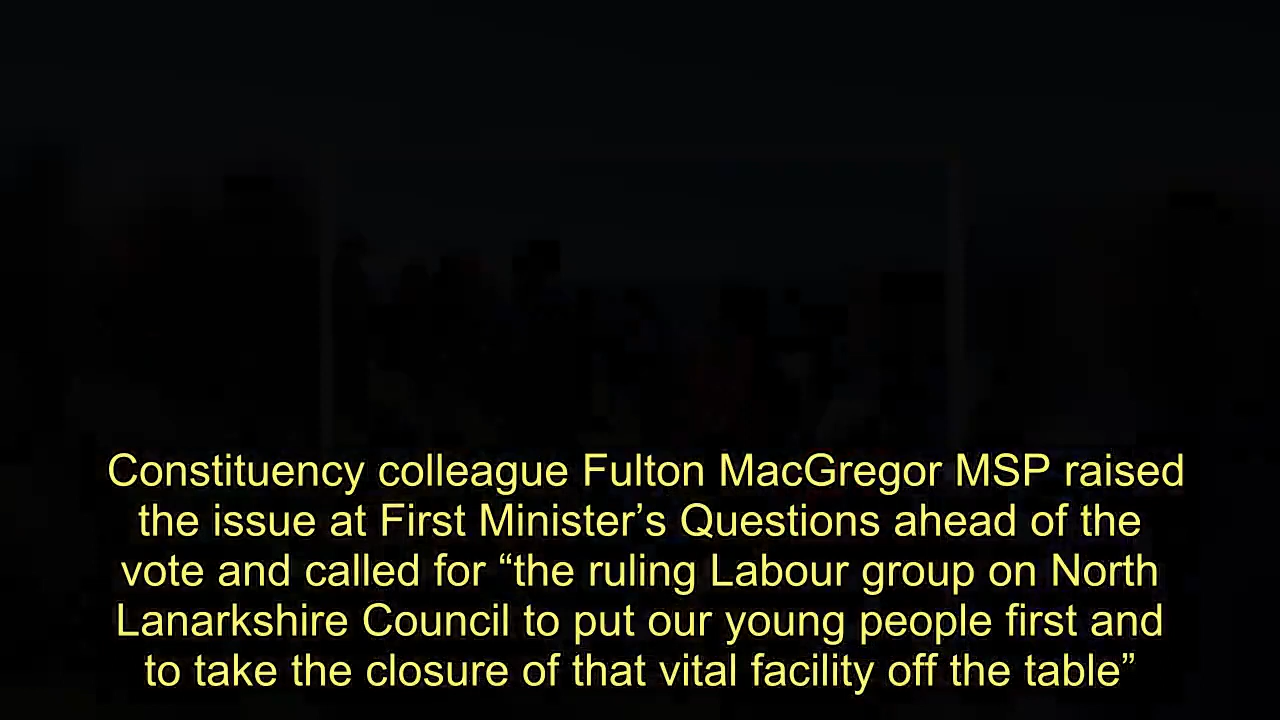 Constituency colleague Fulton MacGregor MSP raised
the issue at First Minister’s Questions ahead of the
vote and called for “the ruling Labour group on North
Lanarkshire Council to put our young people first and
to take the closure of that vital facility off the table”